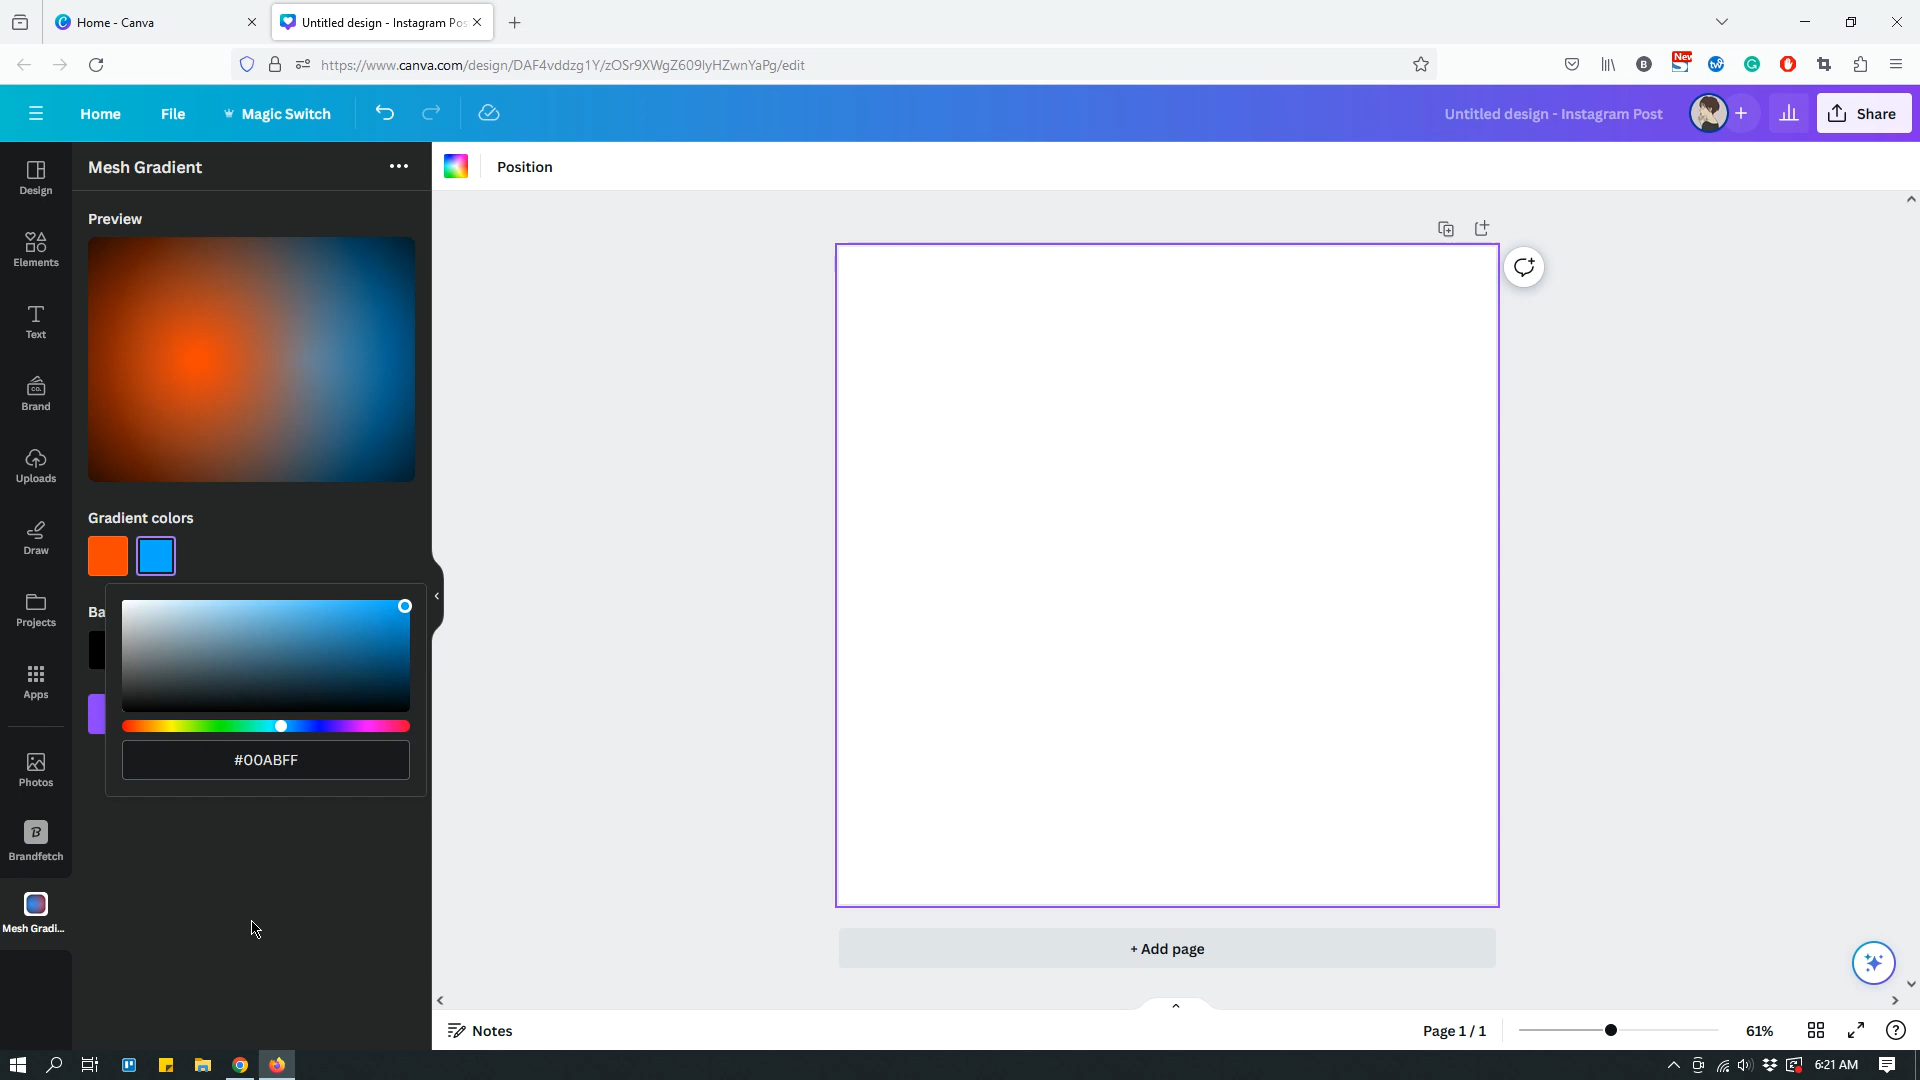 Home - Canva
Untitled design - Instagram Pos
https://www.canva.com/design/DAF4vddzg1Y/zOSr9XWgZ609lyHZwnYaPg/edit
New
Home
File
Magic Switch
Untitled design - Instagram Post
Share
Design
Elements
Text
Brand
Uploads
Draw
Projects
Apps
Photos
Brandfetch
Mesh Gradi...
Mesh Gradient
Preview
Gradient colors
Ba
#00ABFF
Position
+ Add page
Notes
Page 1 / 1
61%
6:21 AM